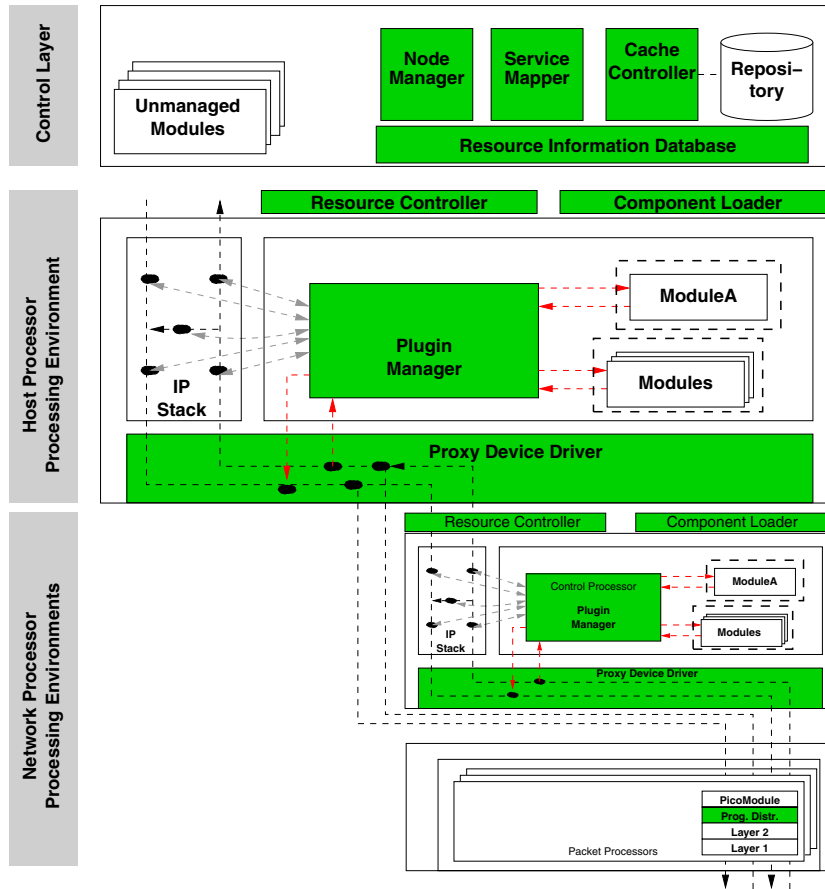 Control Layer
Node
Manager
Service
Mapper
Cache
Controller
Reposi–
tory
Unmanaged
Modules
Resource Information Database
Host Processor
Processing Environment
Resource Controller
Component Loader
IP
Stack
Plugin
Manager
ModuleA
Modules
Proxy Device Driver
Network Processor
Processing Environments
Resource Controller
Component Loader
IP
Stack
Control Processor
Plugin
Manager
ModuleA
Modules
Proxy Device Driver
PicoModule
Prog. Distr.
Layer 2
Layer 1
Packet Processors